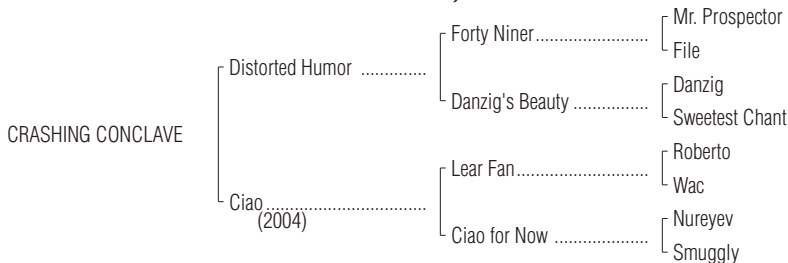 Mr. Prospector
Forty Niner........................
File
Distorted Humor ..............
Danzig
Danzig's Beauty ................
Sweetest Chant
CRASHING CONCLAVE
Roberto
Lear Fan............................
Wac
Ciao..................................
(2004)
Nureyev
Ciao for Now ....................
Smuggly